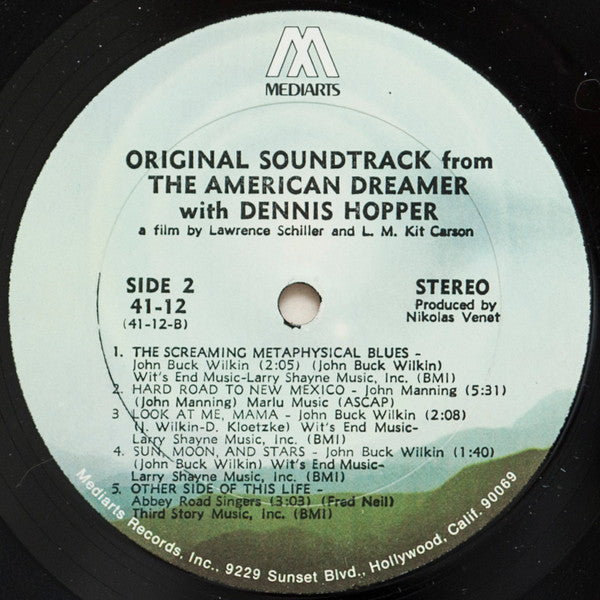 MEDIARTS
ORIGINAL SOUNDTRACK from
THE AMERICAN DREAMER
with DENNIS HOPPER
a film by Lawrence Schiller and L. M. Kit Carson
SIDE 2
41-12
(41-12-B)
STEREO
Produced by
Nikolas Venet
1. THE SCREAMING METAPHYSICAL BLUES -
John Buck Wilkin (2:05) (John Buck Wilkin)
Wit's End Music-Larry Shayne Music, Inc. (BMI)
2. HARD ROAD TO NEW MEXICO - John Manning (5:31)
(John Manning) Marlu Music (ASCAP)
3 LOOK AT ME, MAMA - John Buck Wilkin (2:08)
(N. Wilkin-D. Kloetzke) Wit's End Music-
Larry Shayne Music, Inc. (BMI)
4. SUN, MOON, AND STARS - John Buck Wilkin (1:40)
(John Buck Wilkin) Wit's End Music-
Larry Shayne Music, Inc. (BMI)
5. OTHER SIDE OF THIS LIFE -
Abbey Road Singers (3:03) (Fred Neil)
Third Story Music, Inc. (BMI)
Mediarts Records, Inc., 9229 Sunset Blvd., Hollywood, Calif. 90069